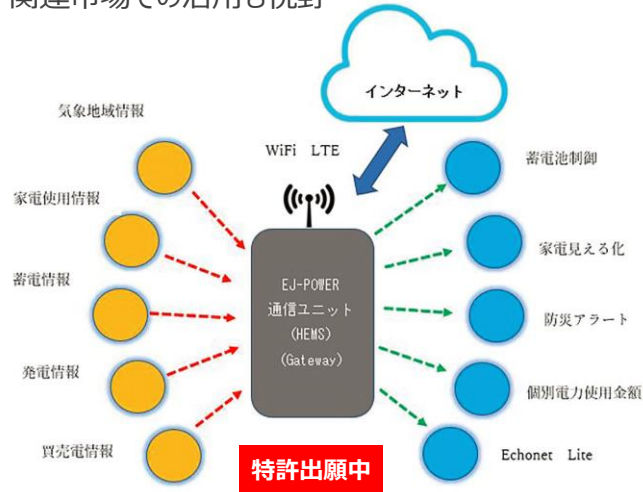 関連市場での活用も視野
インターネット
気象地域情報
WiFi LTE
蓄電池制御
家電使用情報
家電見える化
蓄電情報
EJ-POWER
通信ユニット
(HEMS)
(Gateway)
防災アラート
発電情報
個別電力使用金額
買売電情報
特許出願中
Echonet Lite